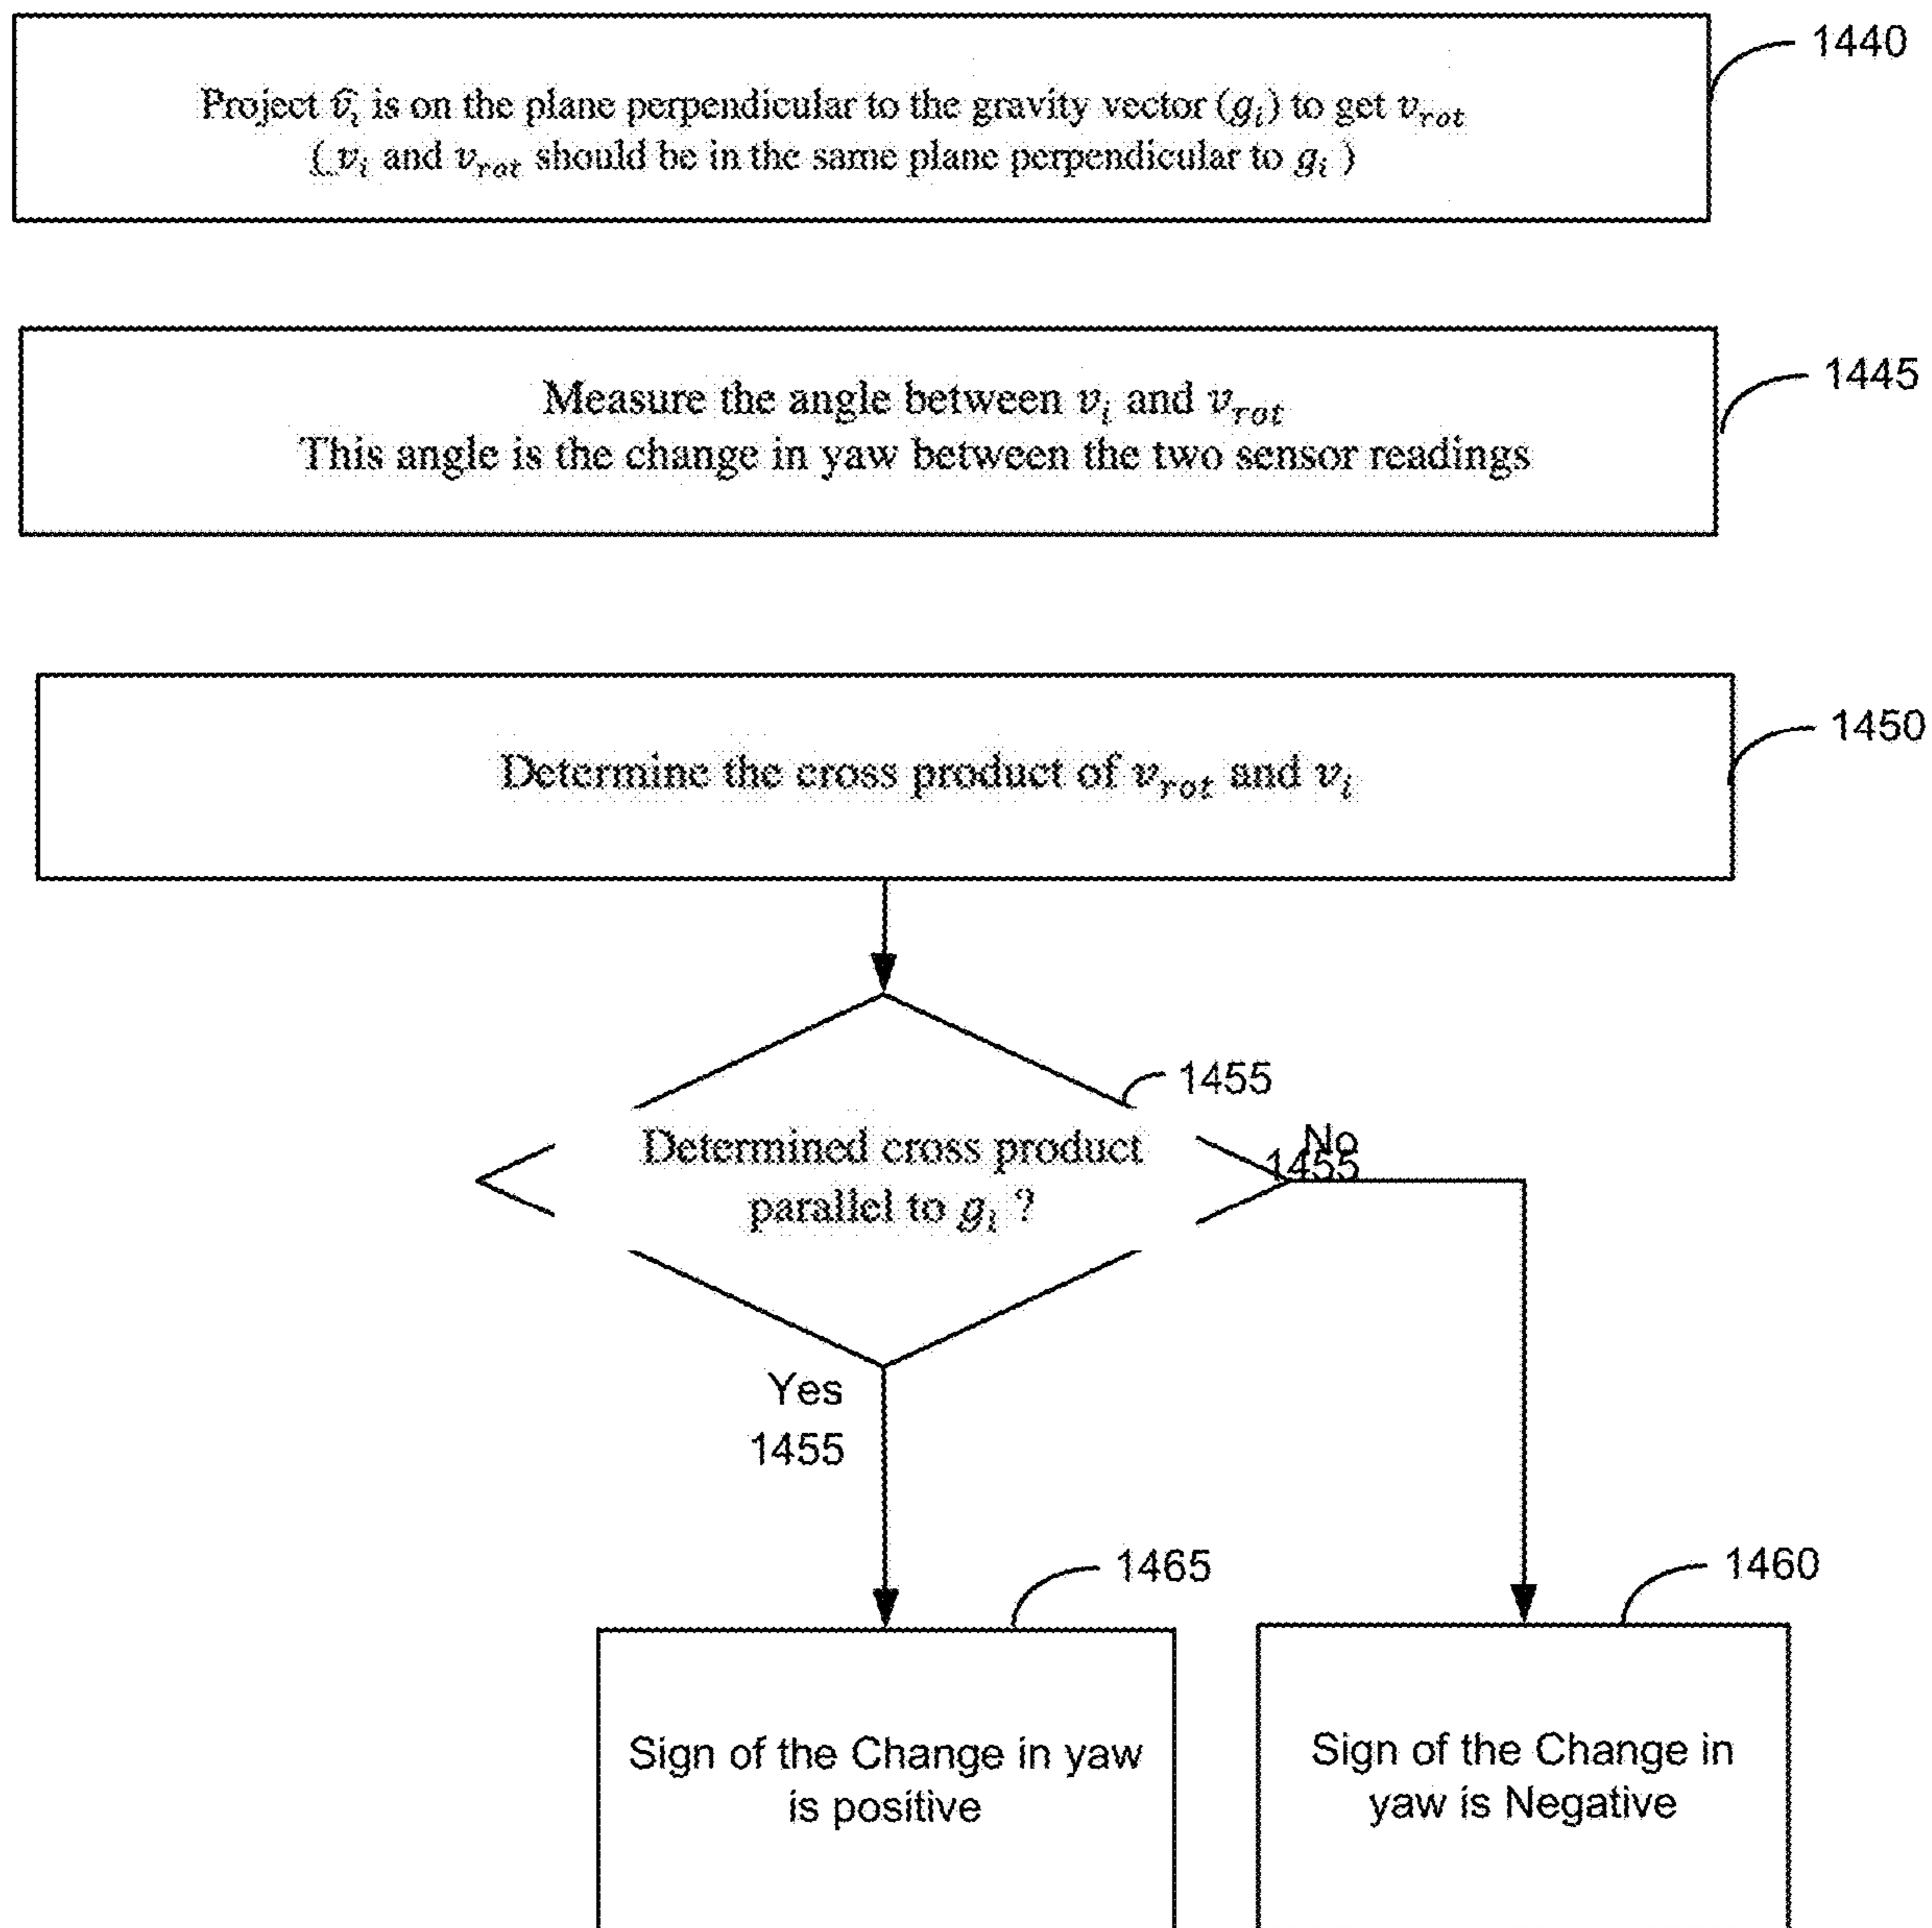 1440
Project v̂ᵢ is on the plane perpendicular to the gravity vector (gᵢ) to get v_rot
( vᵢ and v_rot should be in the same plane perpendicular to gᵢ )
1445
Measure the angle between vᵢ and v_rot
This angle is the change in yaw between the two sensor readings
1450
Determine the cross product of v_rot and vᵢ
1455
Determined cross product
parallel to gᵢ ?
No
1455
Yes
1455
1465
1460
Sign of the Change in yaw
is positive
Sign of the Change in
yaw is Negative